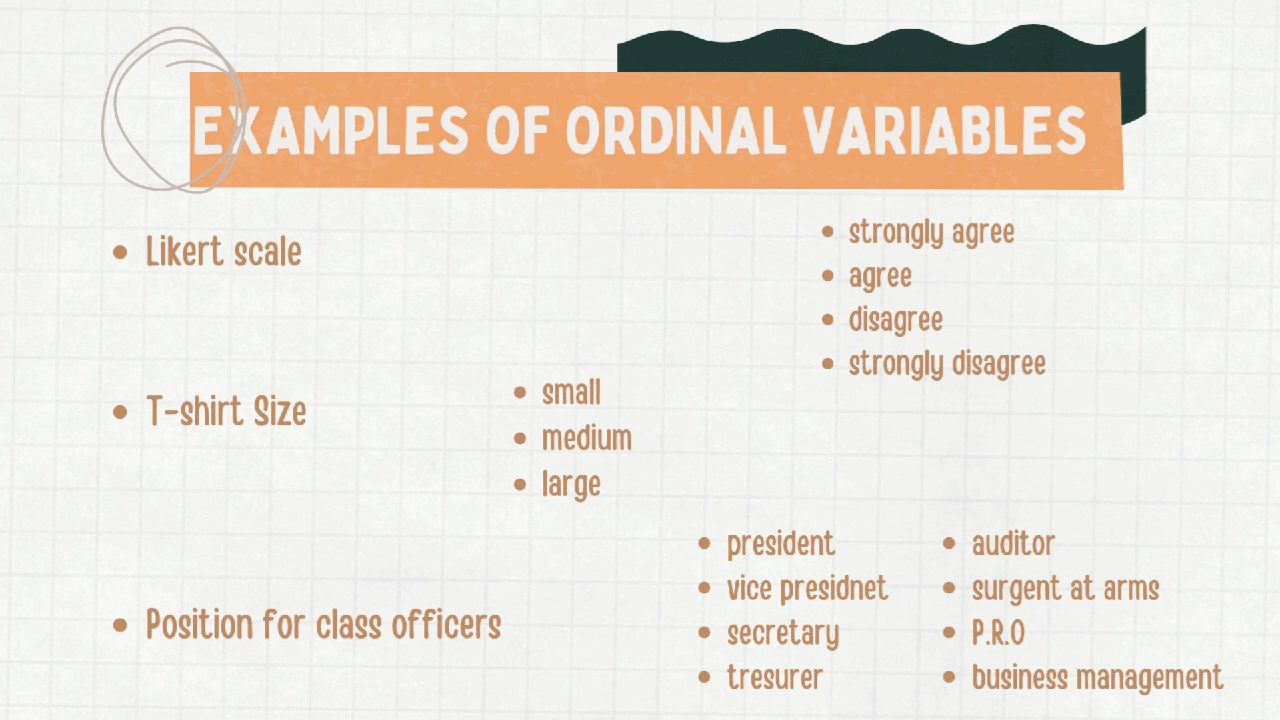 EXAMPLES OF ORDINAL VARIABLES
• Likert scale
• strongly agree
• agree
• disagree
• strongly disagree
• T-shirt Size
• small
• medium
• large
• Position for class officers
• president
• vice presidnet
• secretary
• tresurer
• auditor
• surgent at arms
• P.R.O
• business management